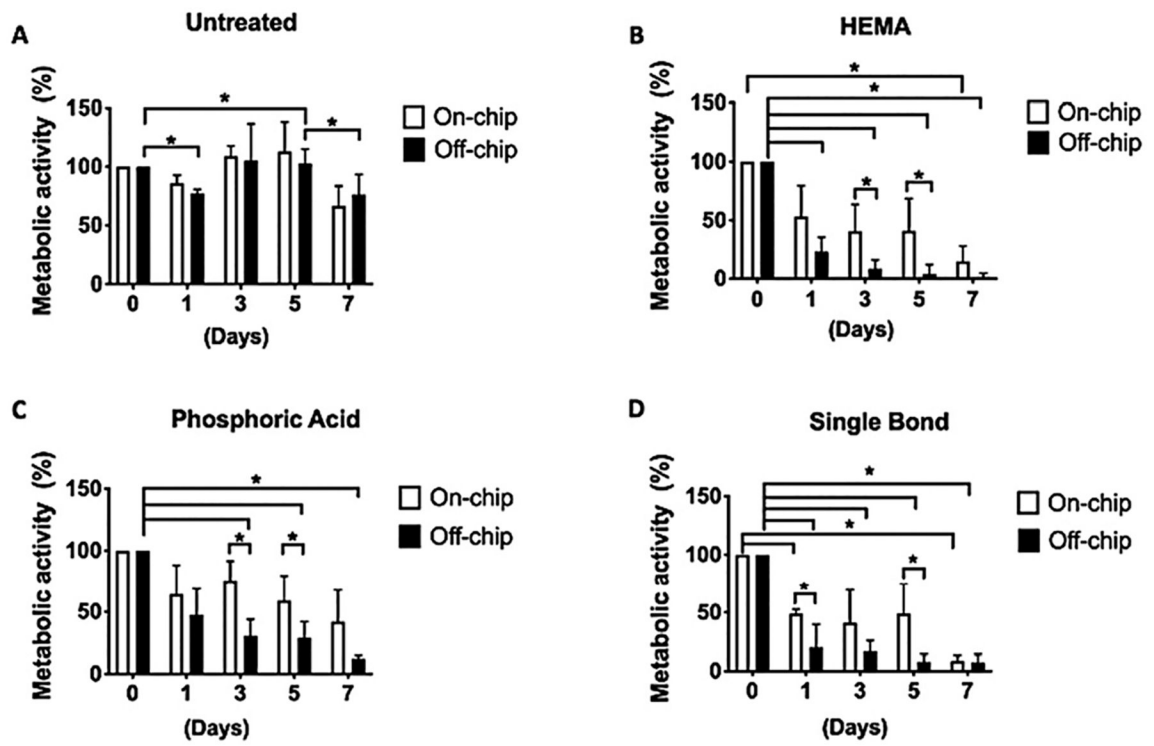 A
Untreated
Metabolic activity (%)
150
100
50
0
*
*
*
On-chip
Off-chip
0 1 3 5 7
(Days)
B
HEMA
Metabolic activity (%)
150
100
50
0
*
*
*
*
On-chip
Off-chip
0 1 3 5 7
(Days)
C
Phosphoric Acid
Metabolic activity (%)
150
100
50
0
*
*
*
On-chip
Off-chip
0 1 3 5 7
(Days)
D
Single Bond
Metabolic activity (%)
150
100
50
0
*
*
*
*
On-chip
Off-chip
0 1 3 5 7
(Days)